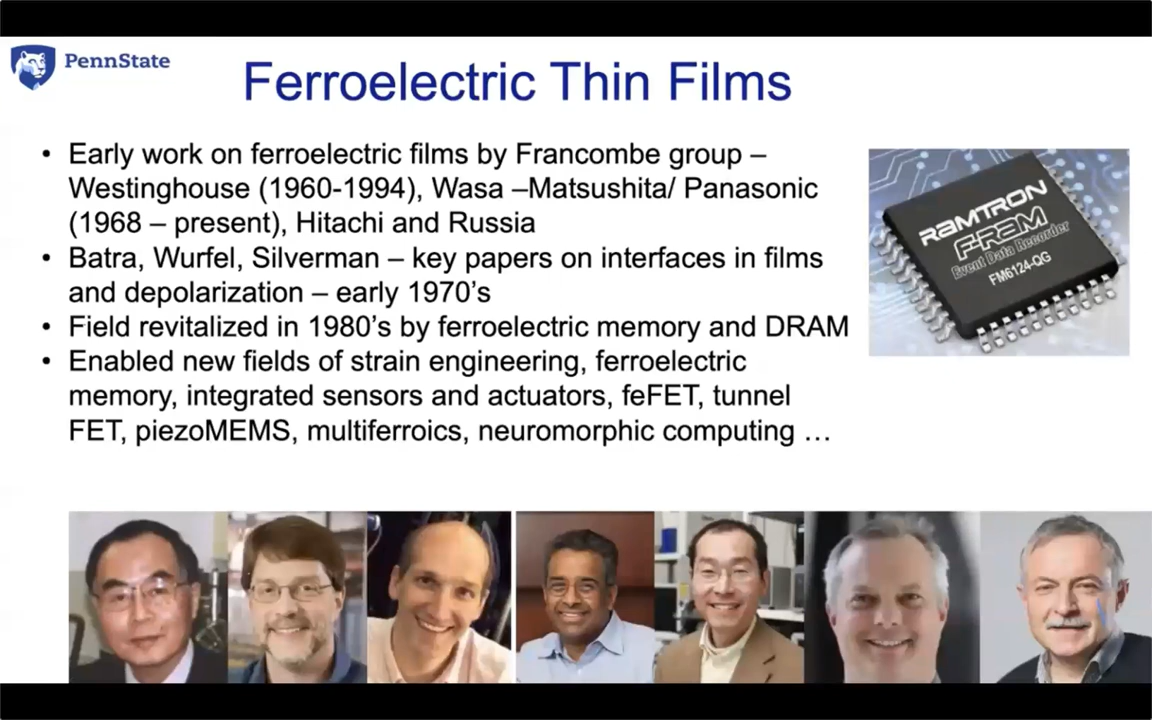 PennState
Ferroelectric Thin Films
• Early work on ferroelectric films by Francombe group –
Westinghouse (1960-1994), Wasa –Matsushita/ Panasonic
(1968 – present), Hitachi and Russia
• Batra, Wurfel, Silverman – key papers on interfaces in films
and depolarization – early 1970's
• Field revitalized in 1980's by ferroelectric memory and DRAM
• Enabled new fields of strain engineering, ferroelectric
memory, integrated sensors and actuators, feFET, tunnel
FET, piezoMEMS, multiferroics, neuromorphic computing …
RAMTRON
F-RAM
Event Data Recorder
FM6124-QG